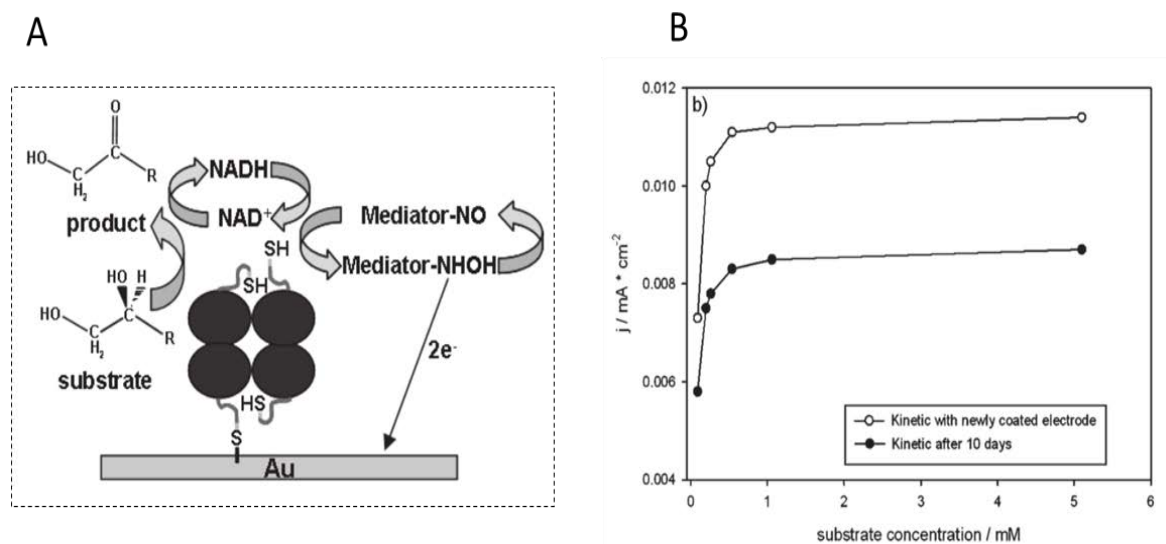 A
B
O
HO
C
C
H₂
R
product
NADH
NAD⁺
Mediator-NO
Mediator-NHOH
SH
SH
HO
H
HO
C
C
H₂
R
substrate
2e⁻
HS
S
Au
b)
0.012
0.010
0.008
0.006
0.004
j / mA * cm⁻²
Kinetic with newly coated electrode
Kinetic after 10 days
0 1 2 3 4 5 6
substrate concentration / mM